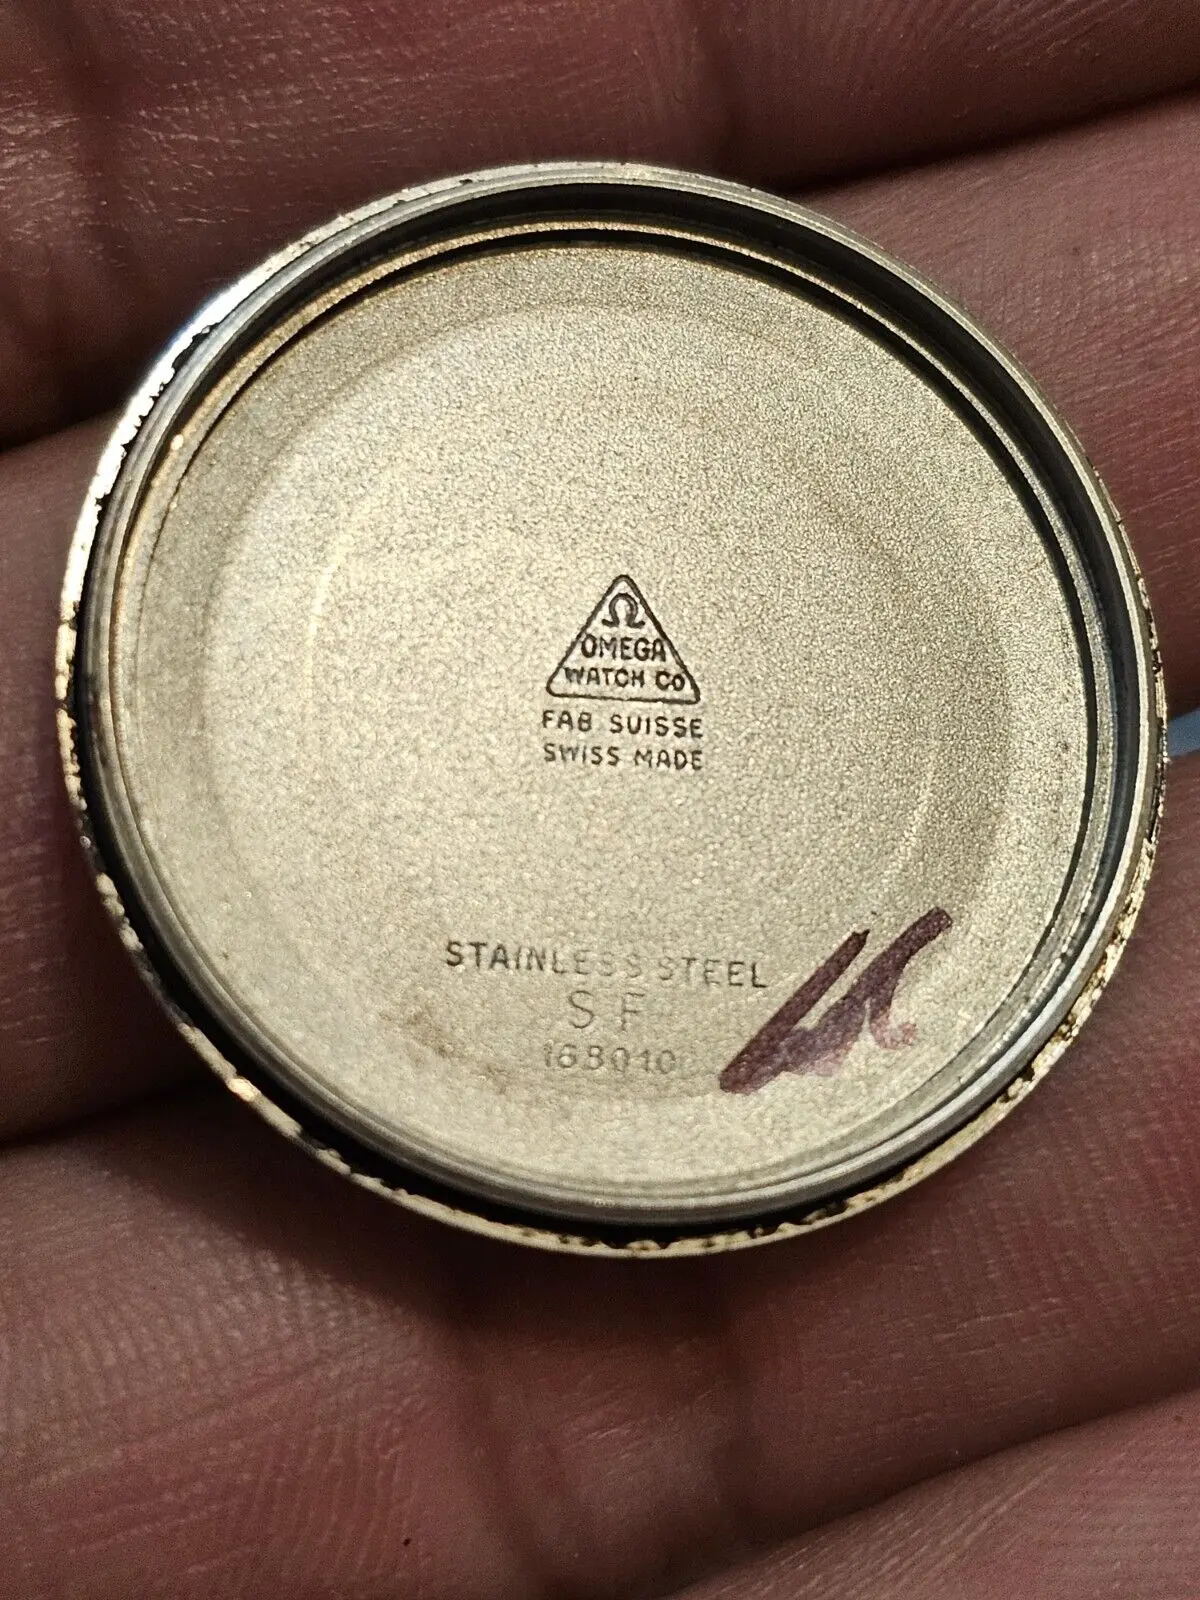 Ω
OMEGA
WATCH Co
FAB SUISSE
SWISS MADE
STAINLESS STEEL
S F
168010